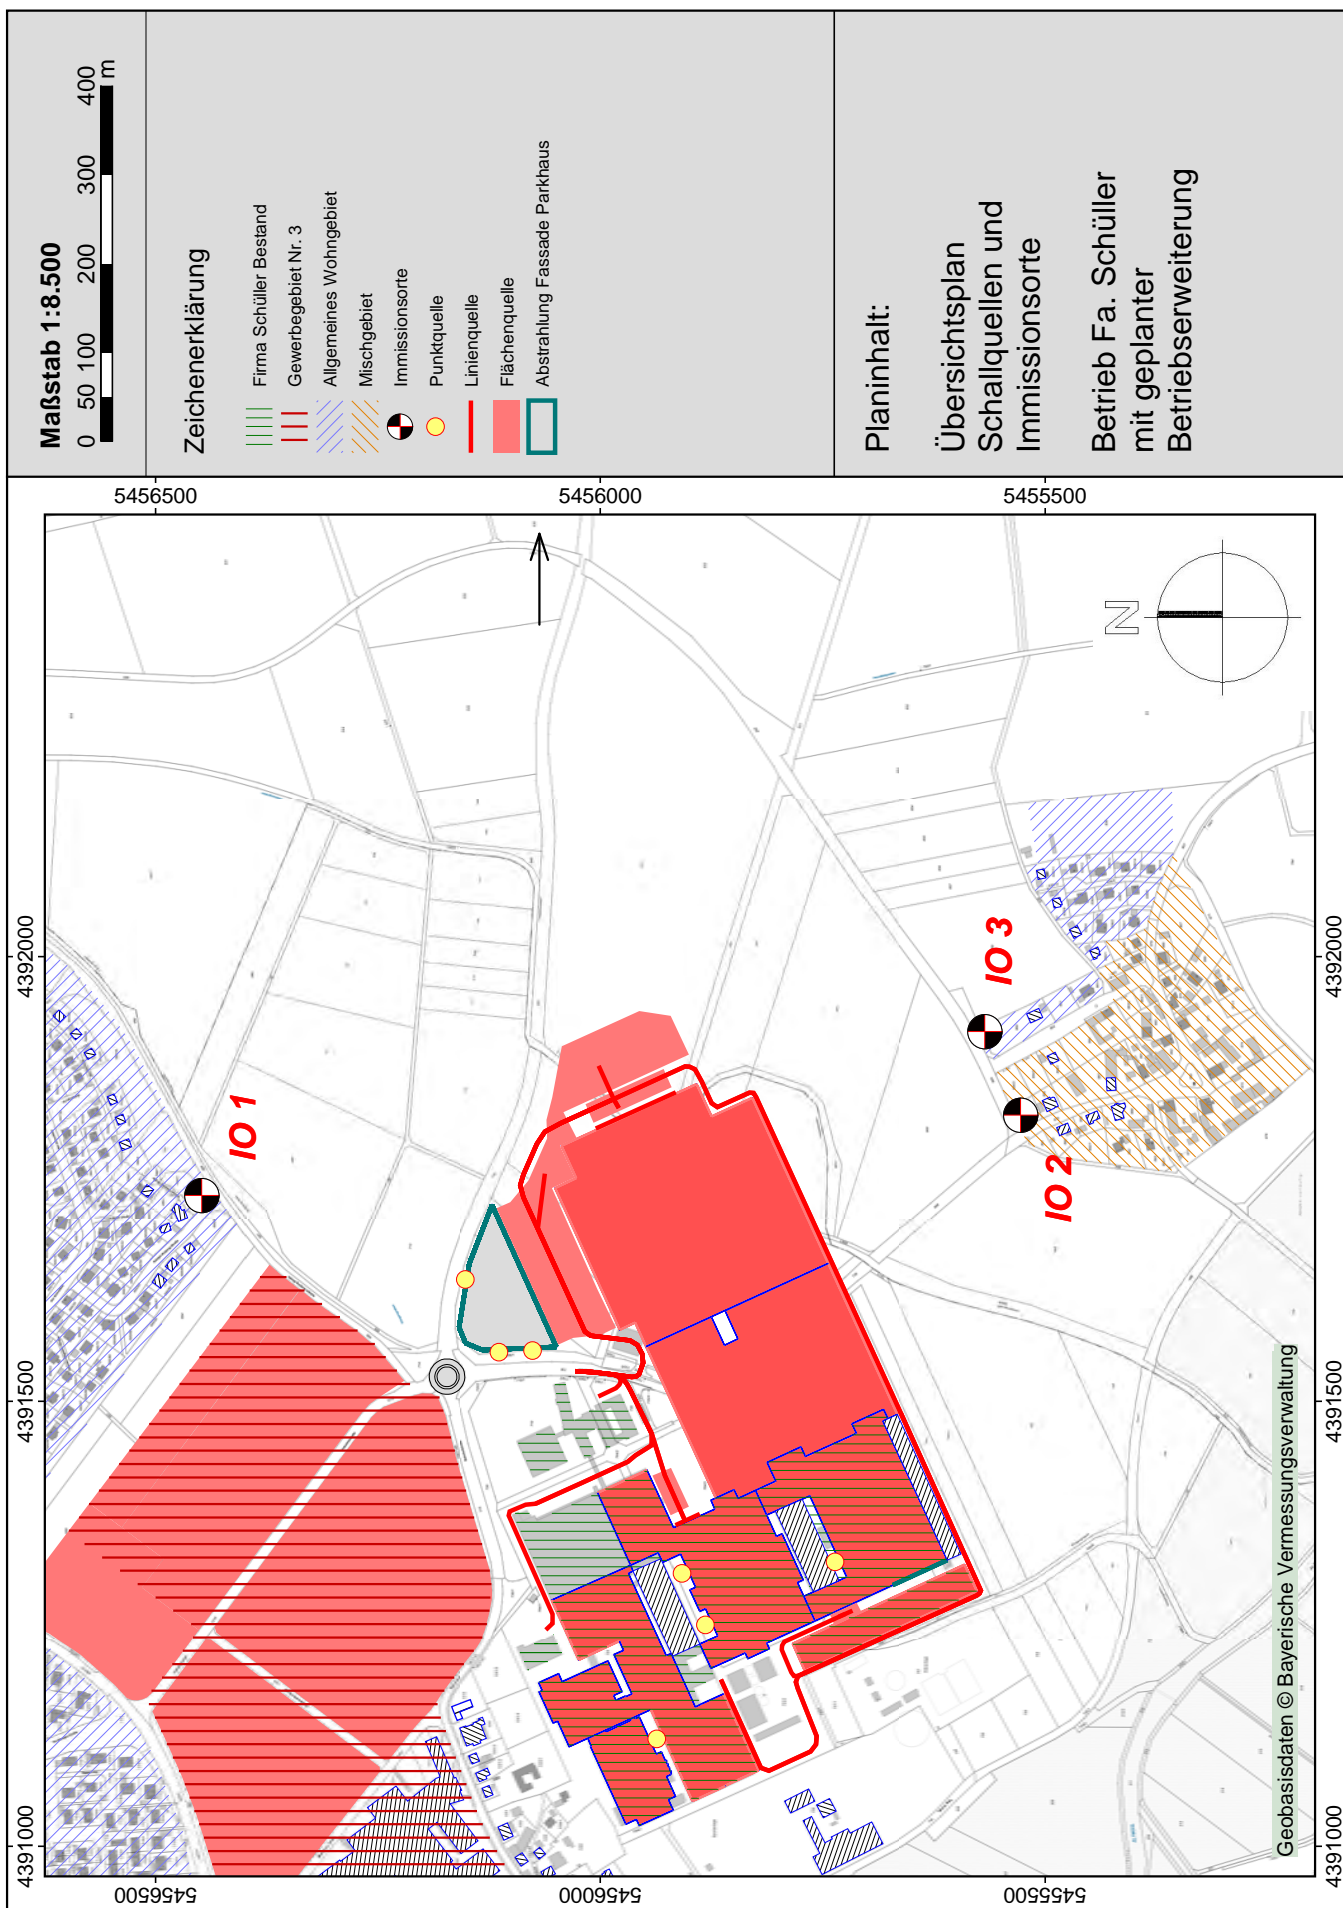 Maßstab 1:8.500
0 50 100 200 300 400
m
Zeichenerklärung
Firma Schüller Bestand
Gewerbegebiet Nr. 3
Allgemeines Wohngebiet
Mischgebiet
Immissionsorte
Punktquelle
Linienquelle
Flächenquelle
Abstrahlung Fassade Parkhaus
Planinhalt:
Übersichtsplan
Schallquellen und
Immissionsorte
Betrieb Fa. Schüller
mit geplanter
Betriebserweiterung
5456500
5456000
5455500
4392000
4391500
4391000
IO 1
IO 2
IO 3
N
4392000
4391500
4391000
5456500
5456000
5455500
Geobasisdaten © Bayerische Vermessungsverwaltung